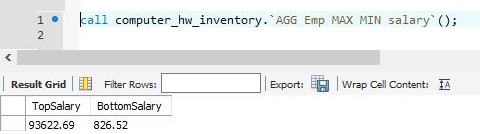 1
call computer_hw_inventory.`AGG Emp MAX MIN salary`();
2
Result Grid Filter Rows: Export: Wrap Cell Content: IA
TopSalary BottomSalary
93622.69 826.52